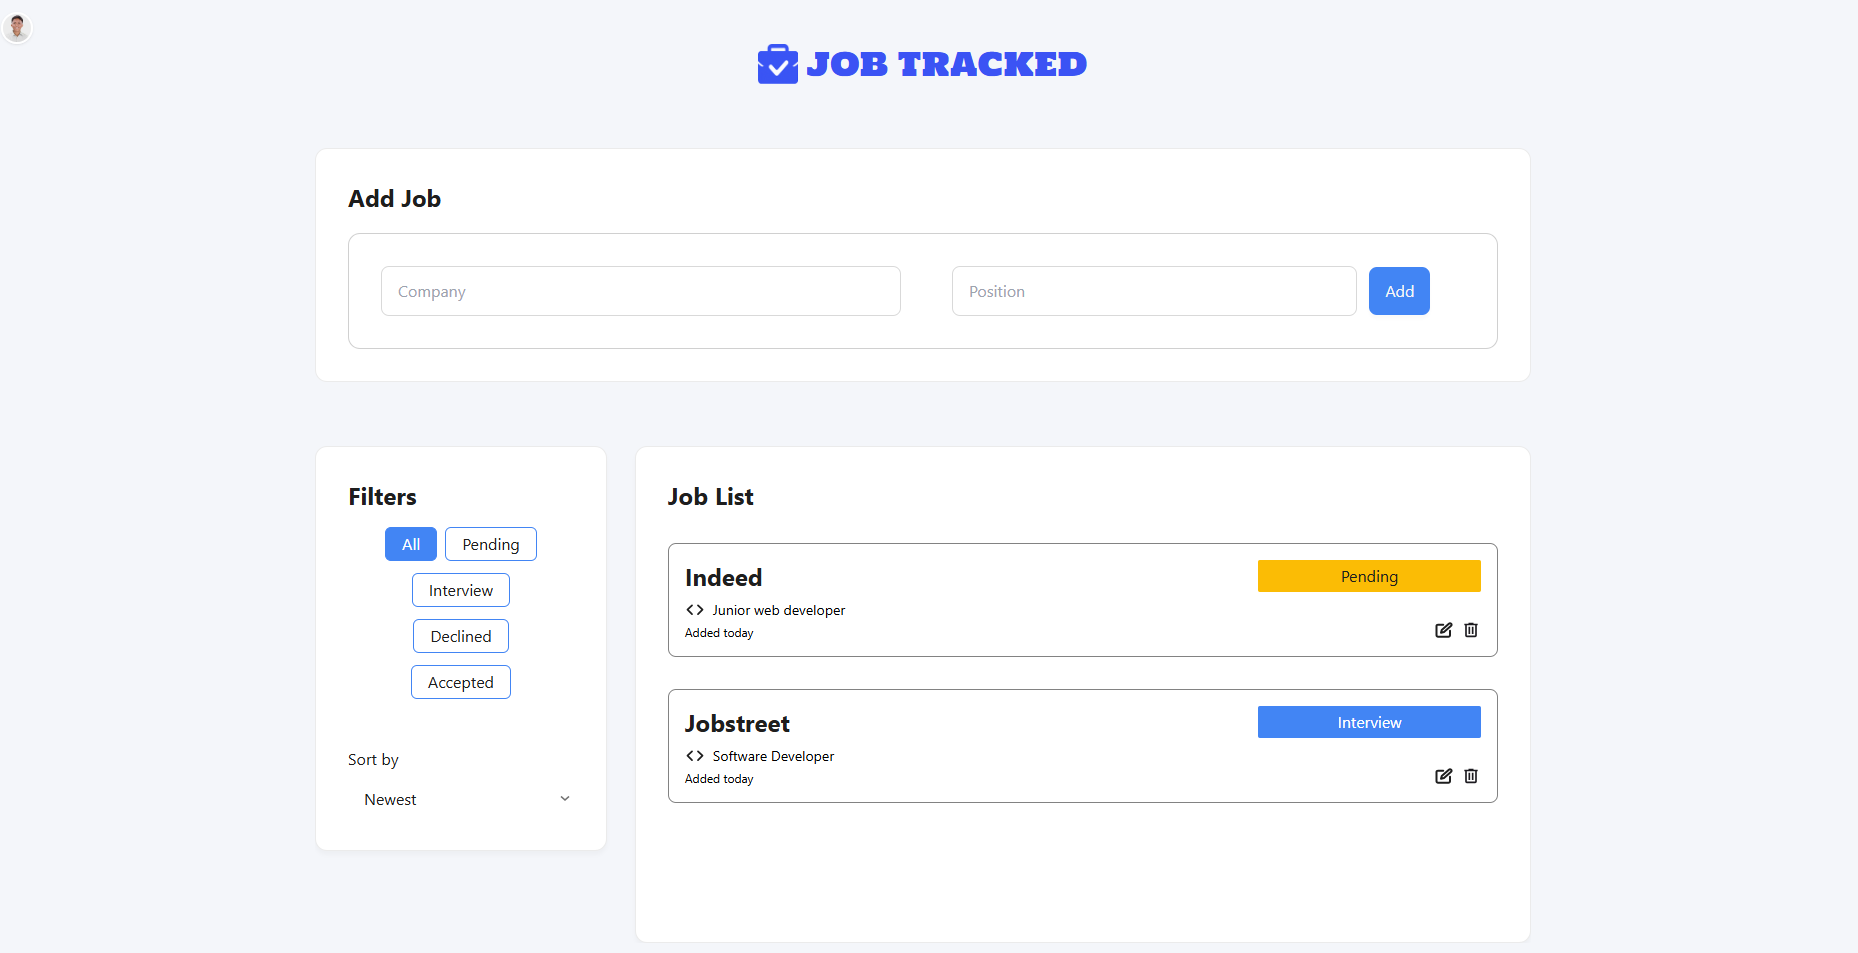 JOB TRACKED
Add Job
Company
Position
Add
Filters
All
Pending
Interview
Declined
Accepted
Sort by
Newest
Job List
Indeed
Pending
Junior web developer
Added today
Jobstreet
Interview
Software Developer
Added today